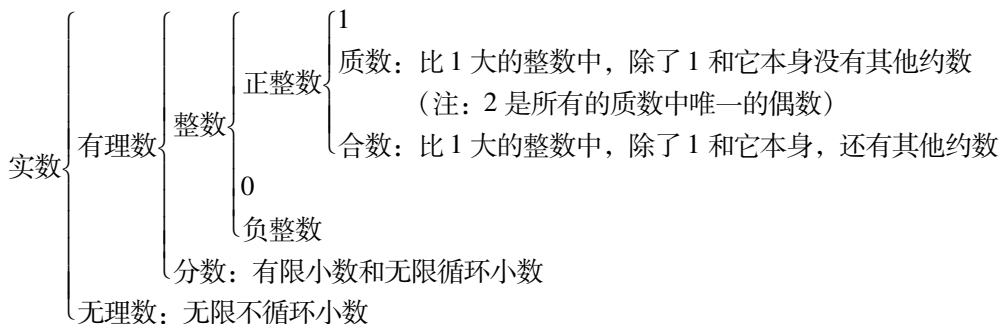 1
质数：比 1 大的整数中，除了 1 和它本身没有其他约数
正整数
（注：2 是所有的质数中唯一的偶数）
整数
有理数
合数：比 1 大的整数中，除了 1 和它本身，还有其他约数
实数
0
负整数
分数：有限小数和无限循环小数
无理数：无限不循环小数